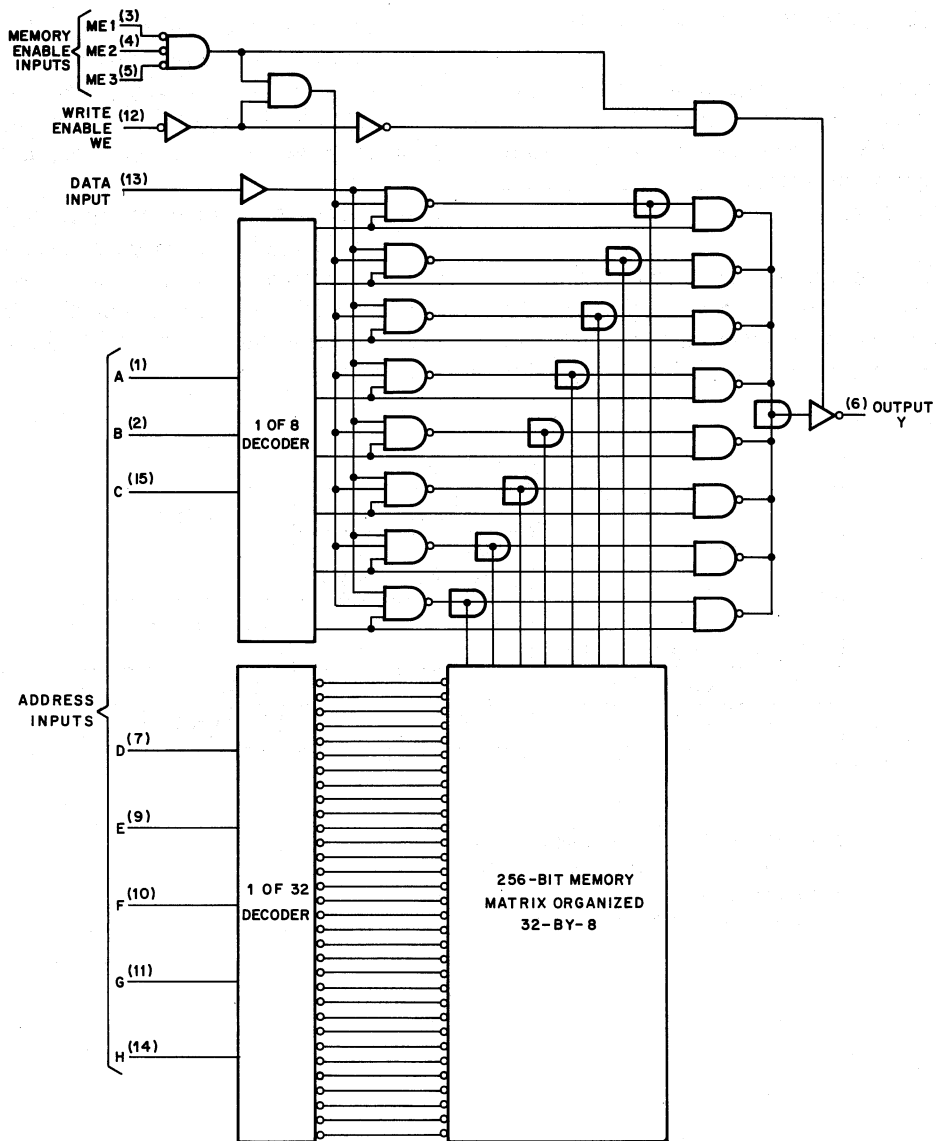 MEMORY
ENABLE
INPUTS
ME1 (3)
ME2 (4)
ME3 (5)
WRITE (12)
ENABLE
WE
DATA (13)
INPUT
A (1)
B (2)
C (15)
1 OF 8
DECODER
(6) OUTPUT
Y
ADDRESS
INPUTS
D (7)
E (9)
F (10)
G (11)
H (14)
1 OF 32
DECODER
256-BIT MEMORY
MATRIX ORGANIZED
32-BY-8